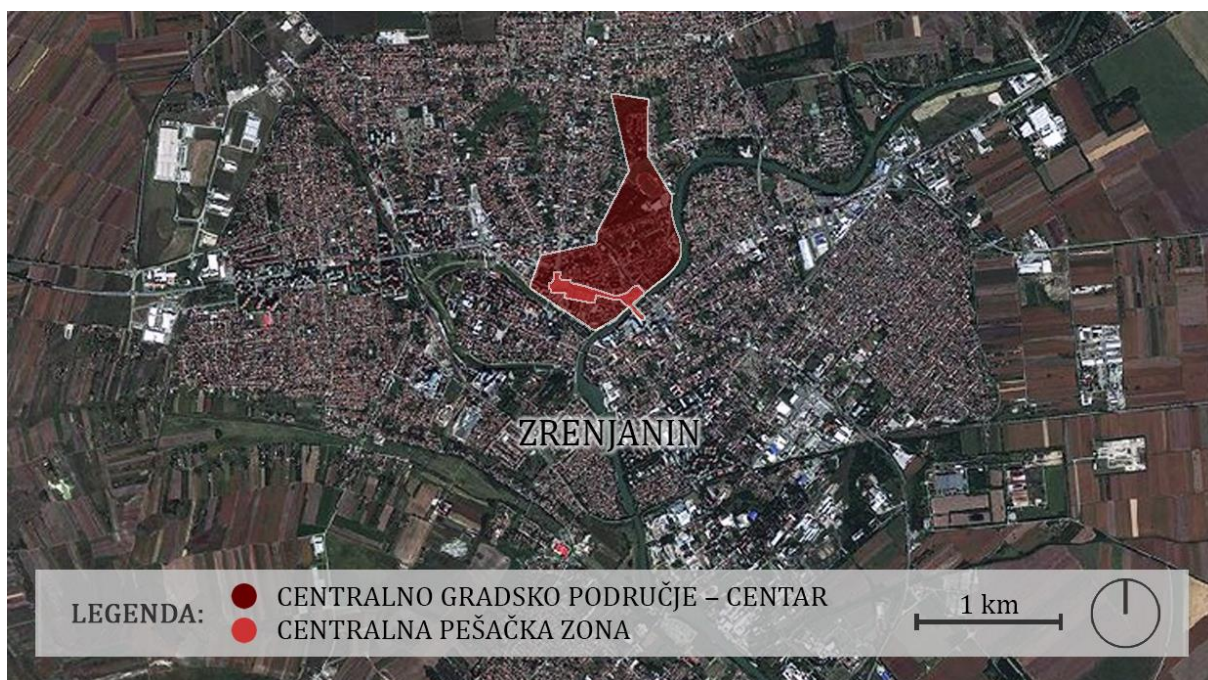 ZRENJANIN
LEGENDA:
CENTRALNO GRADSKO PODRUČJE – CENTAR
CENTRALNA PEŠAČKA ZONA
1 km